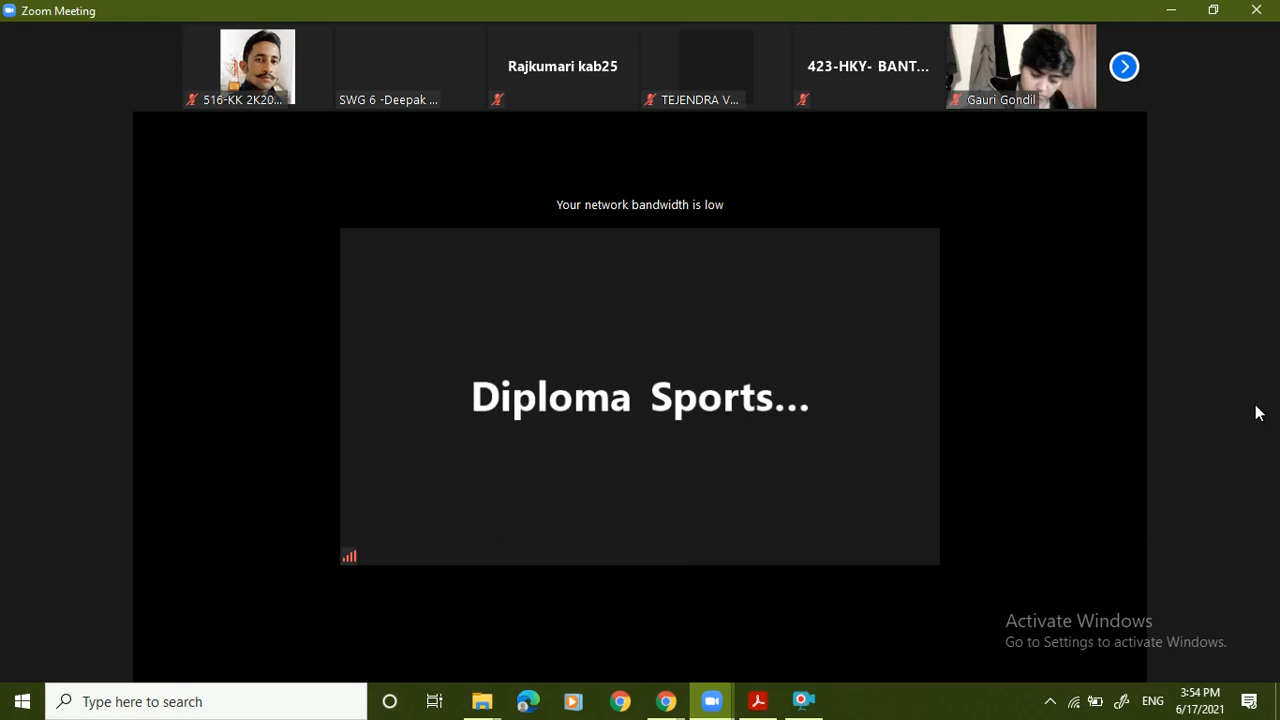 Zoom Meeting
516-KK 2K20...
SWG 6 -Deepak ...
Rajkumari kab25
TEJENDRA V...
423-HKY- BANT...
Gauri Gondil
Your network bandwidth is low
Diploma Sports...
Activate Windows
Go to Settings to activate Windows.
Type here to search
ENG
3:54 PM
6/17/2021